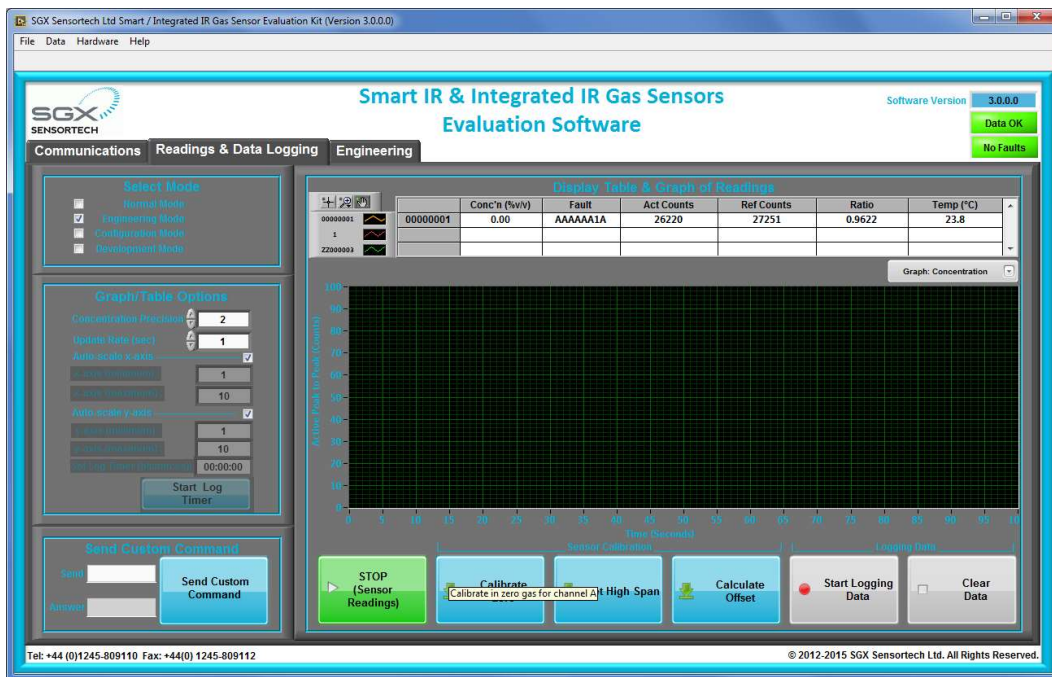 SGX Sensortech Ltd Smart / Integrated IR Gas Sensor Evaluation Kit (Version 3.0.0.0)
File Data Hardware Help
SGX
SENSORTECH
Smart IR & Integrated IR Gas Sensors
Evaluation Software
Software Version 3.0.0.0
Data OK
No Faults
Communications Readings & Data Logging Engineering
Select Mode
Normal Mode
Engineering Mode
Configuration Mode
Development Mode
Graph/Table Options
Concentration Precision 2
Update Rate (sec) 1
Auto-scale x-axis
1
10
Auto-scale y-axis
1
10
00:00:00
Start Log
Timer
Send Custom Command
Send
Answer
Send Custom
Command
Display Table & Graph of Readings
Conc'n (%v/v) Fault Act Counts Ref Counts Ratio Temp (°C)
00000001 00000001 0.00 AAAAAA1A 26220 27251 0.9622 23.8
1
ZZ000003
Graph: Concentration
Active Peak to Peak (Counts)
100
90
80
70
60
50
40
30
20
10
0
0 5 10 15 20 25 30 35 40 45 50 55 60 65 70 75 80 85 90 95 10
Time (Seconds)
Sensor Calibration
Logging Data
STOP
(Sensor
Readings)
Calibrate
Calibrate in zero gas for channel A
t High Span
Calculate
Offset
Start Logging
Data
Clear
Data
Tel: +44 (0)1245-809110 Fax: +44(0) 1245-809112
© 2012-2015 SGX Sensortech Ltd. All Rights Reserved.